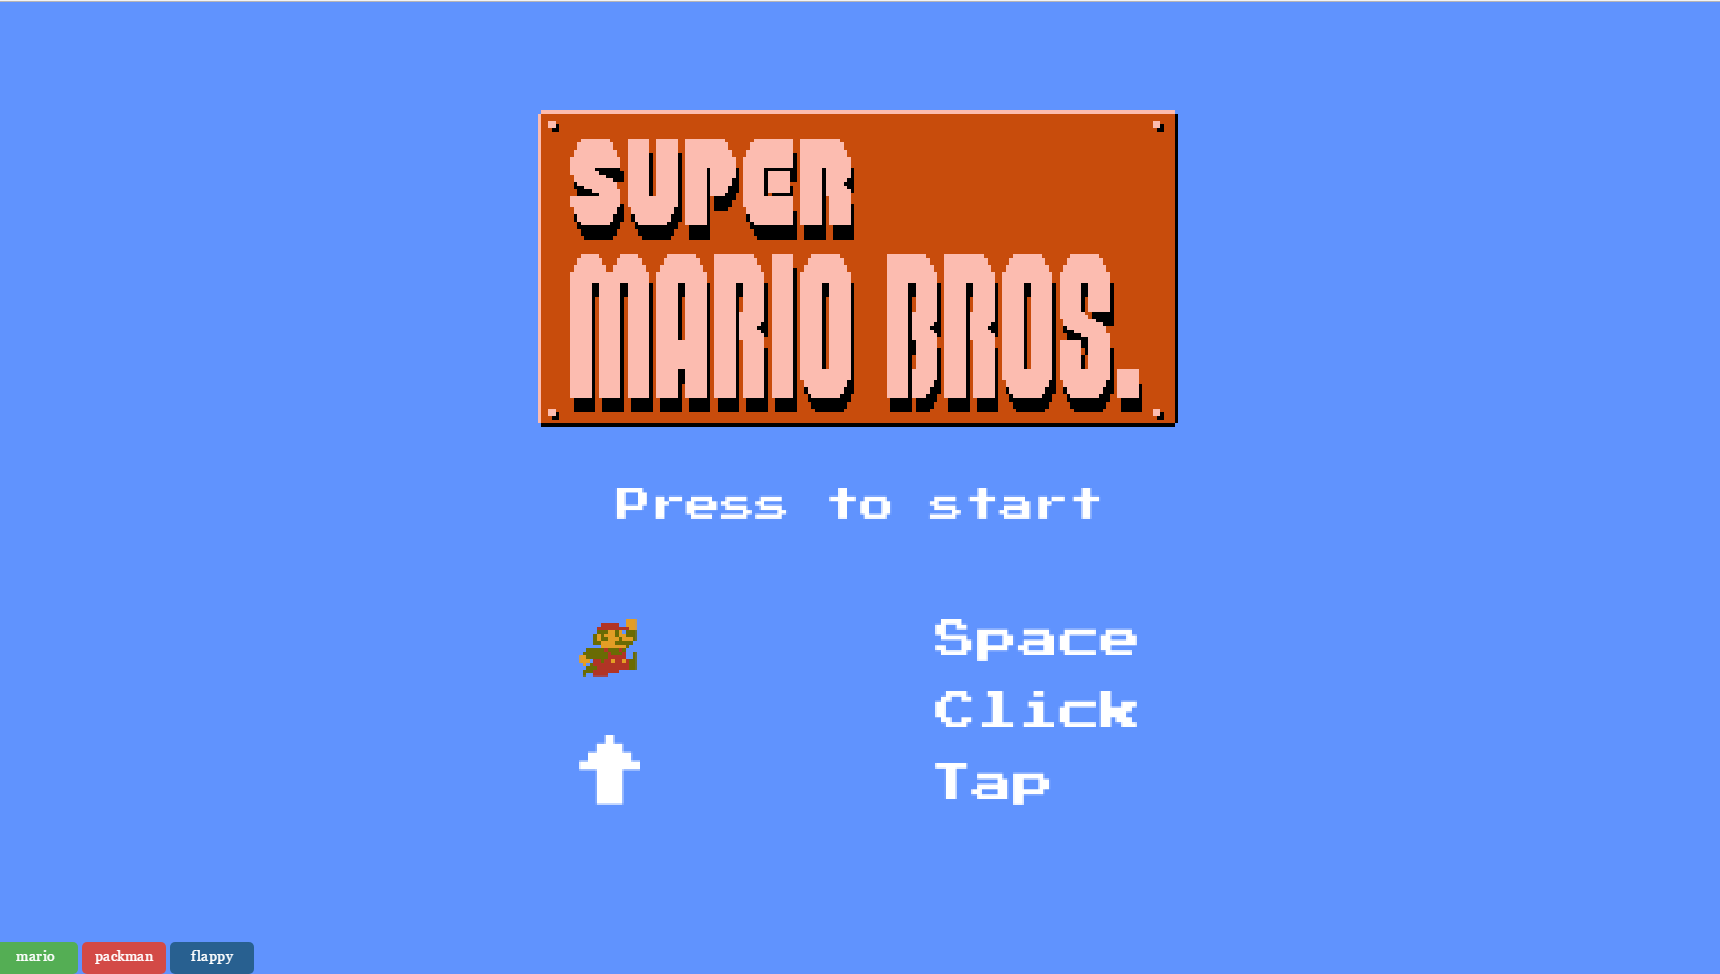 SUPER
MARIO BROS.
Press to start
Space
Click
Tap
mario packman flappy